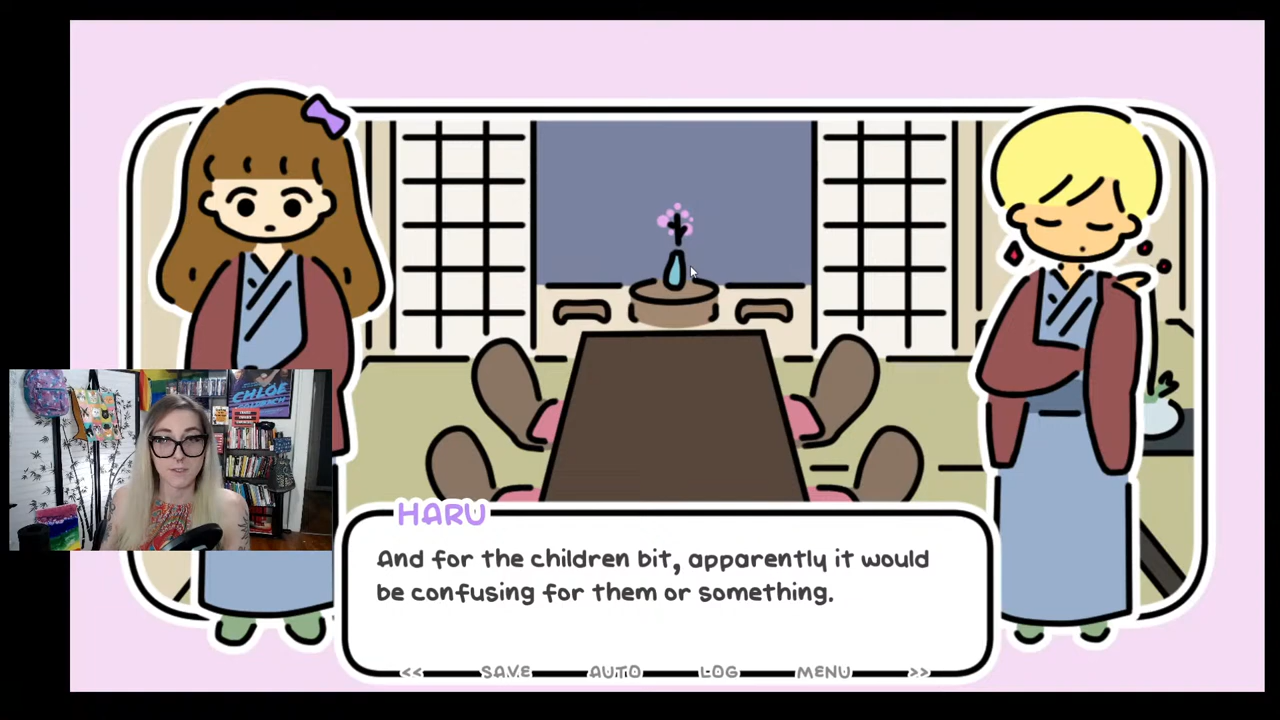 CHLOE
HARU
And for the children bit, apparently it would
be confusing for them or something.
<< SAVE AUTO LOG MENU >>